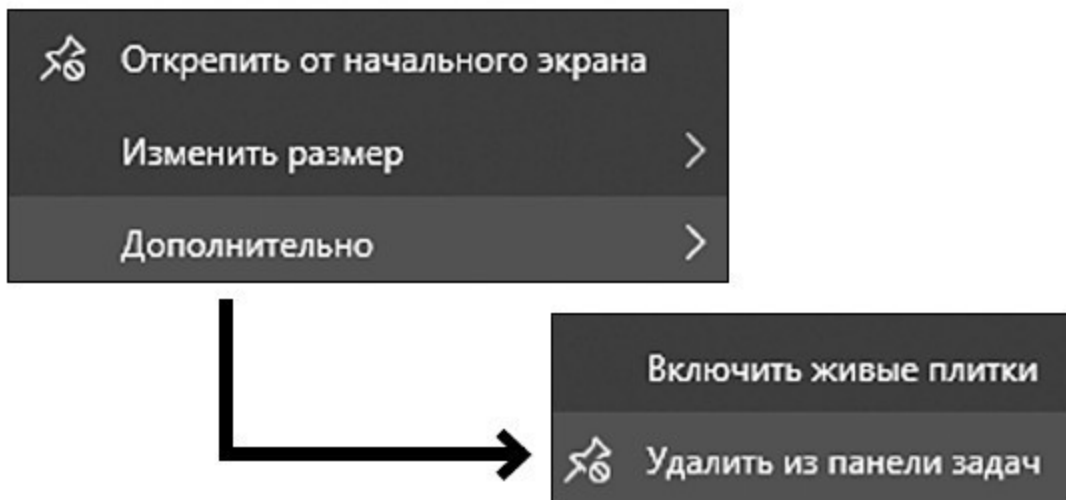 Открепить от начального экрана
Изменить размер
Дополнительно
Включить живые плитки
Удалить из панели задач